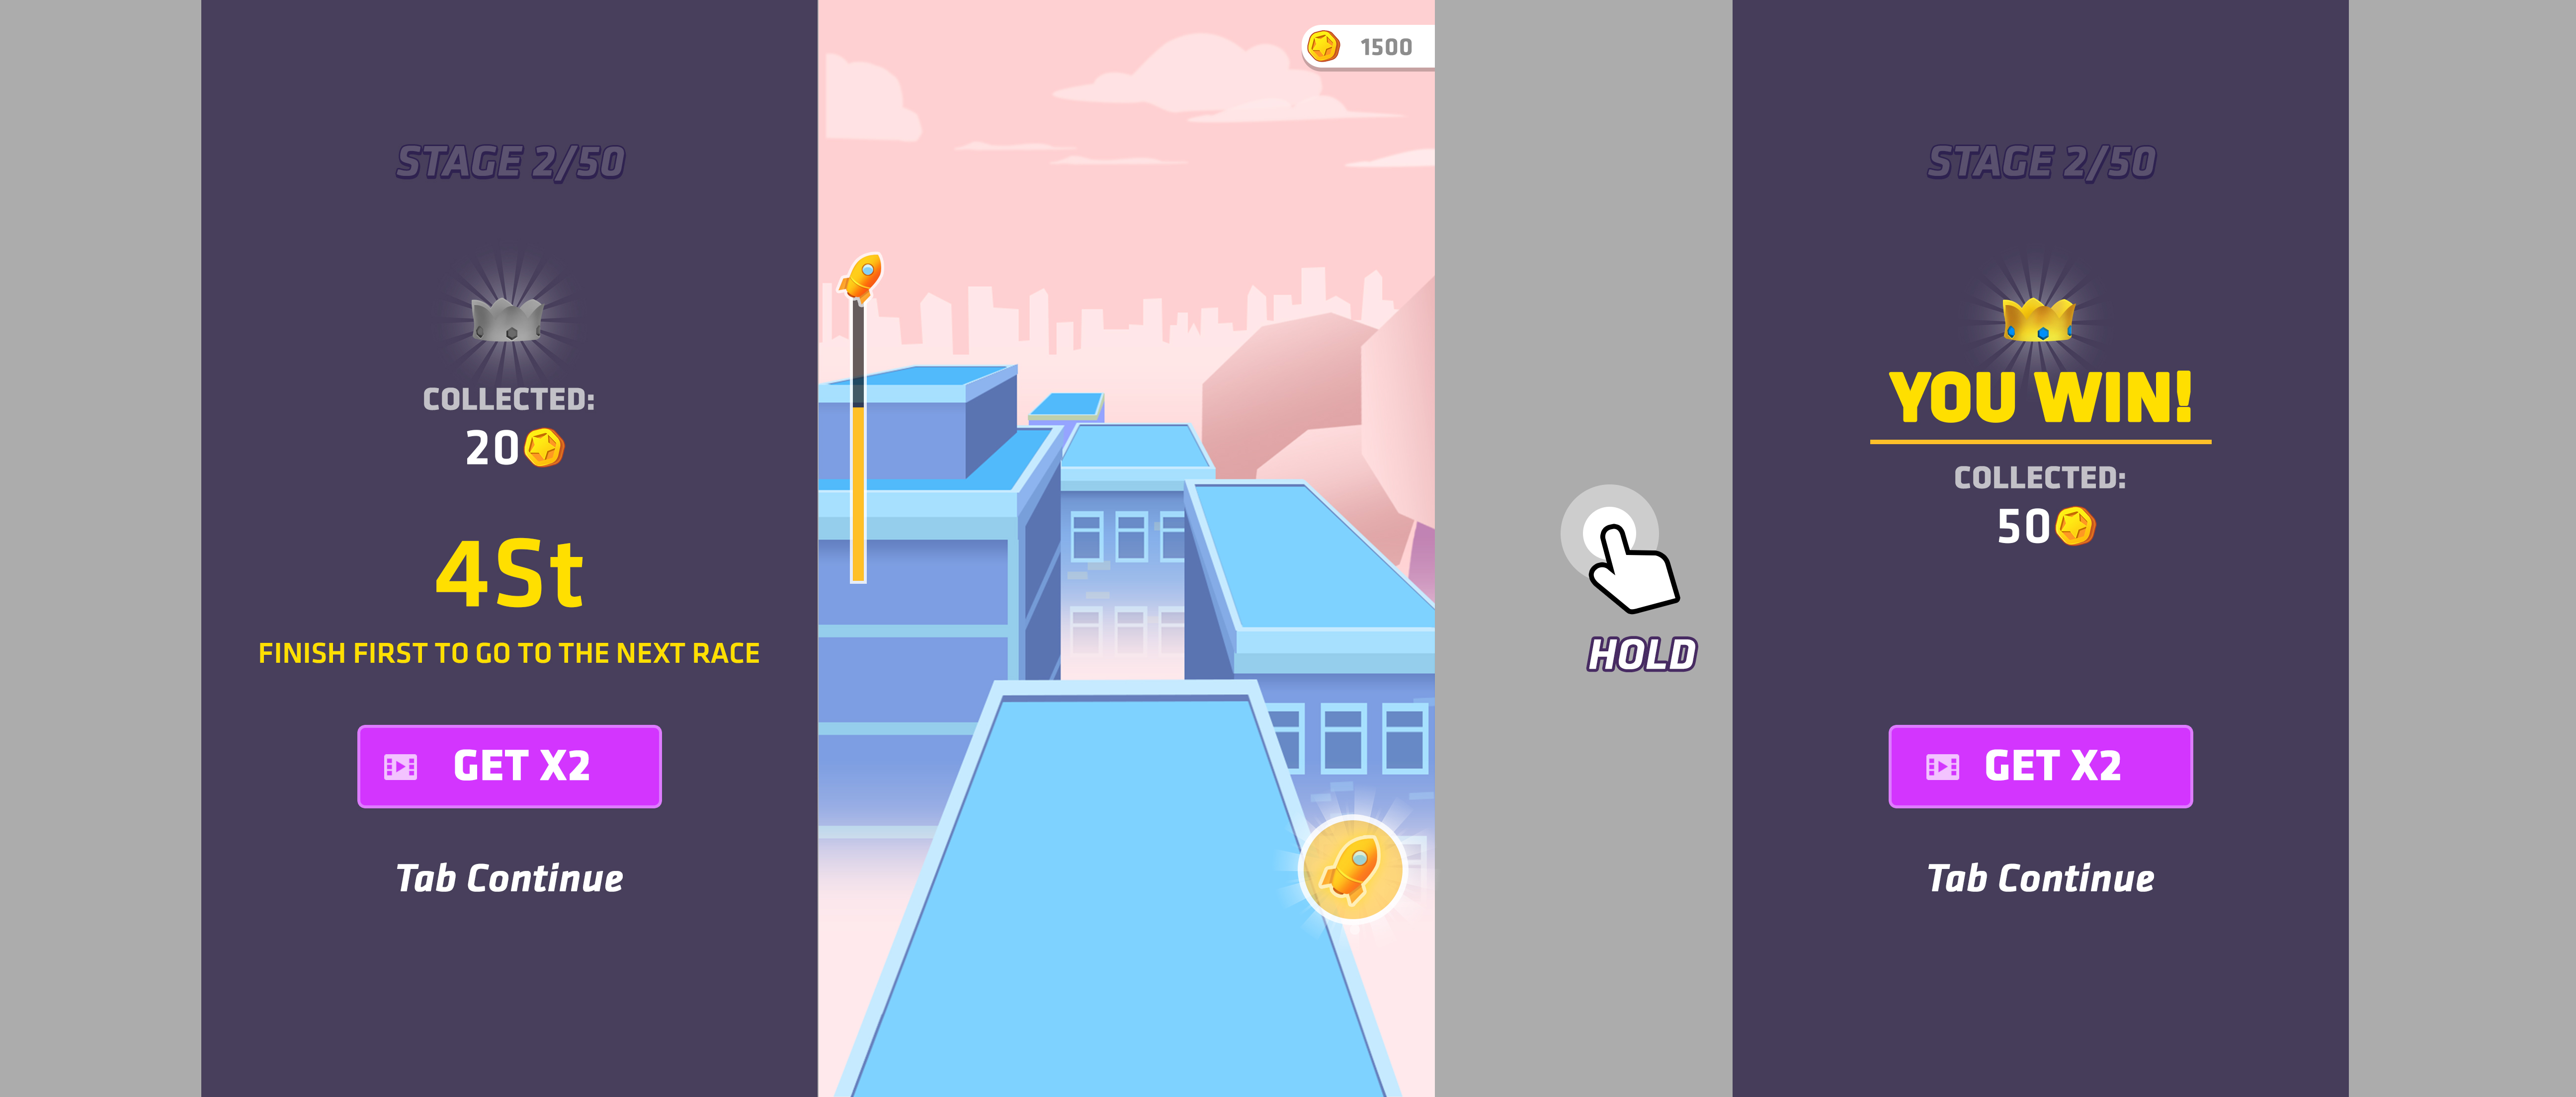 STAGE 2/50
COLLECTED:
20
4St
FINISH FIRST TO GO TO THE NEXT RACE
GET X2
Tab Continue
1500
HOLD
STAGE 2/50
YOU WIN!
COLLECTED:
50
GET X2
Tab Continue